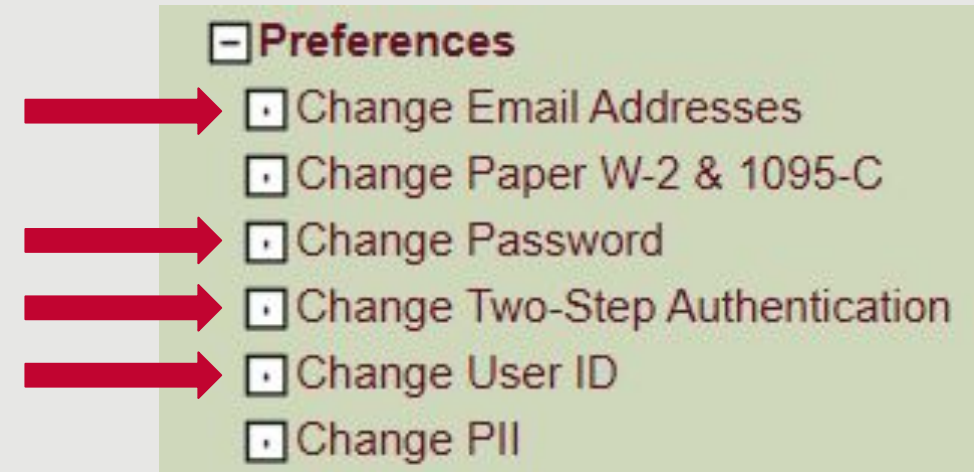 Preferences
Change Email Addresses
Change Paper W-2 & 1095-C
Change Password
Change Two-Step Authentication
Change User ID
Change PII